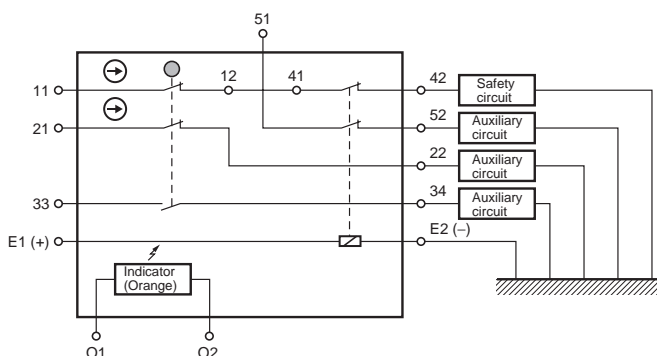 51
11
12
41
42
Safety
circuit
21
52
Auxiliary
circuit
22
Auxiliary
circuit
33
34
Auxiliary
circuit
E1 (+)
E2 (−)
Indicator
(Orange)
O1
O2